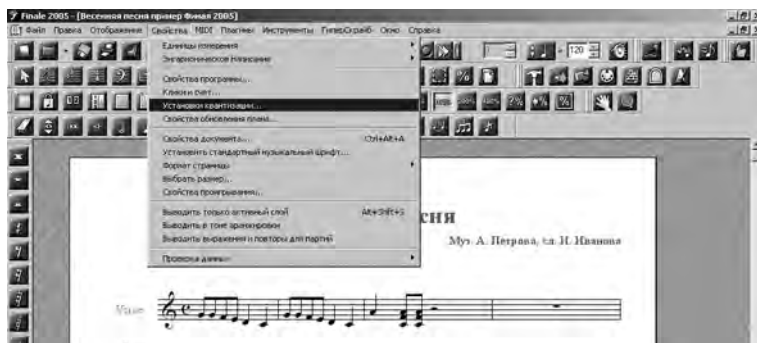 Finale 2005 - [Весенняя песня пример Финал 2005]
Файл Правка Отображение Свойства MIDI Плагины Инструменты ГиперСкрайб Окно Справка
Единицы измерения
Энгармоническое написание
Свойства программы...
Ключи и счет...
Установки квантизации...
Свойства обновления плана...
Свойства документа... Ctrl+Alt+A
Установить стандартный музыкальный шрифт...
Формат страницы
Выбрать размер...
Свойства проигрывания...
Выводить только активный слой Alt+Shift+S
Выводить в тоне аранжировки
Выводить выражения и повторы для партий
Проверка данных
120
сня
Муз. А. Петрова, сл. И. Иванова